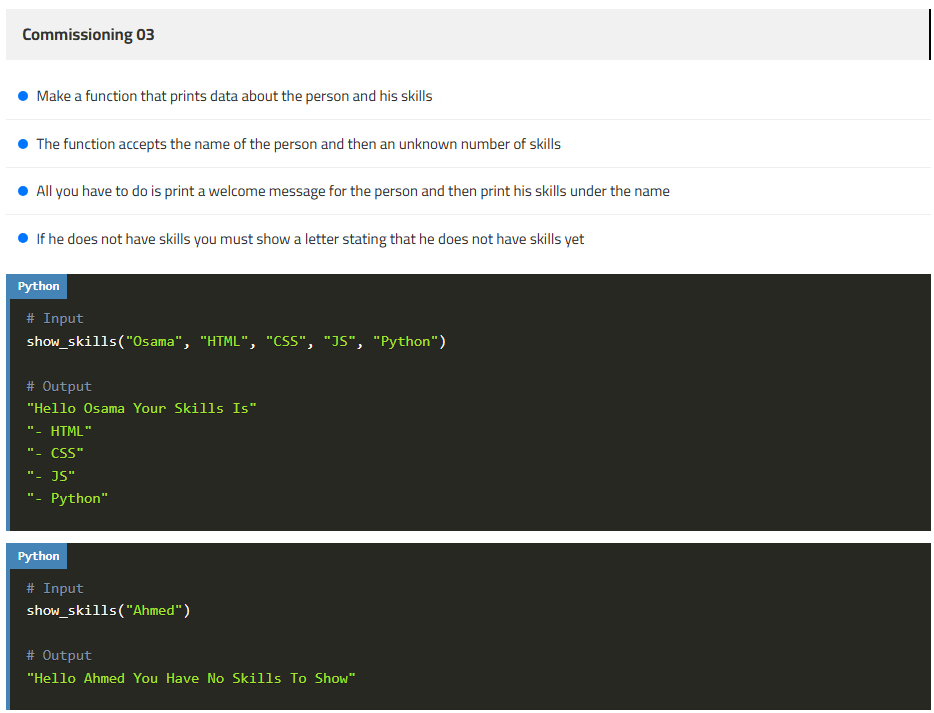 Commissioning 03
Make a function that prints data about the person and his skills
The function accepts the name of the person and then an unknown number of skills
All you have to do is print a welcome message for the person and then print his skills under the name
If he does not have skills you must show a letter stating that he does not have skills yet
Python
# Input
show_skills("Osama", "HTML", "CSS", "JS", "Python")
# Output
"Hello Osama Your Skills Is"
"- HTML"
"- CSS"
"- JS"
"- Python"
Python
# Input
show_skills("Ahmed")
# Output
"Hello Ahmed You Have No Skills To Show"